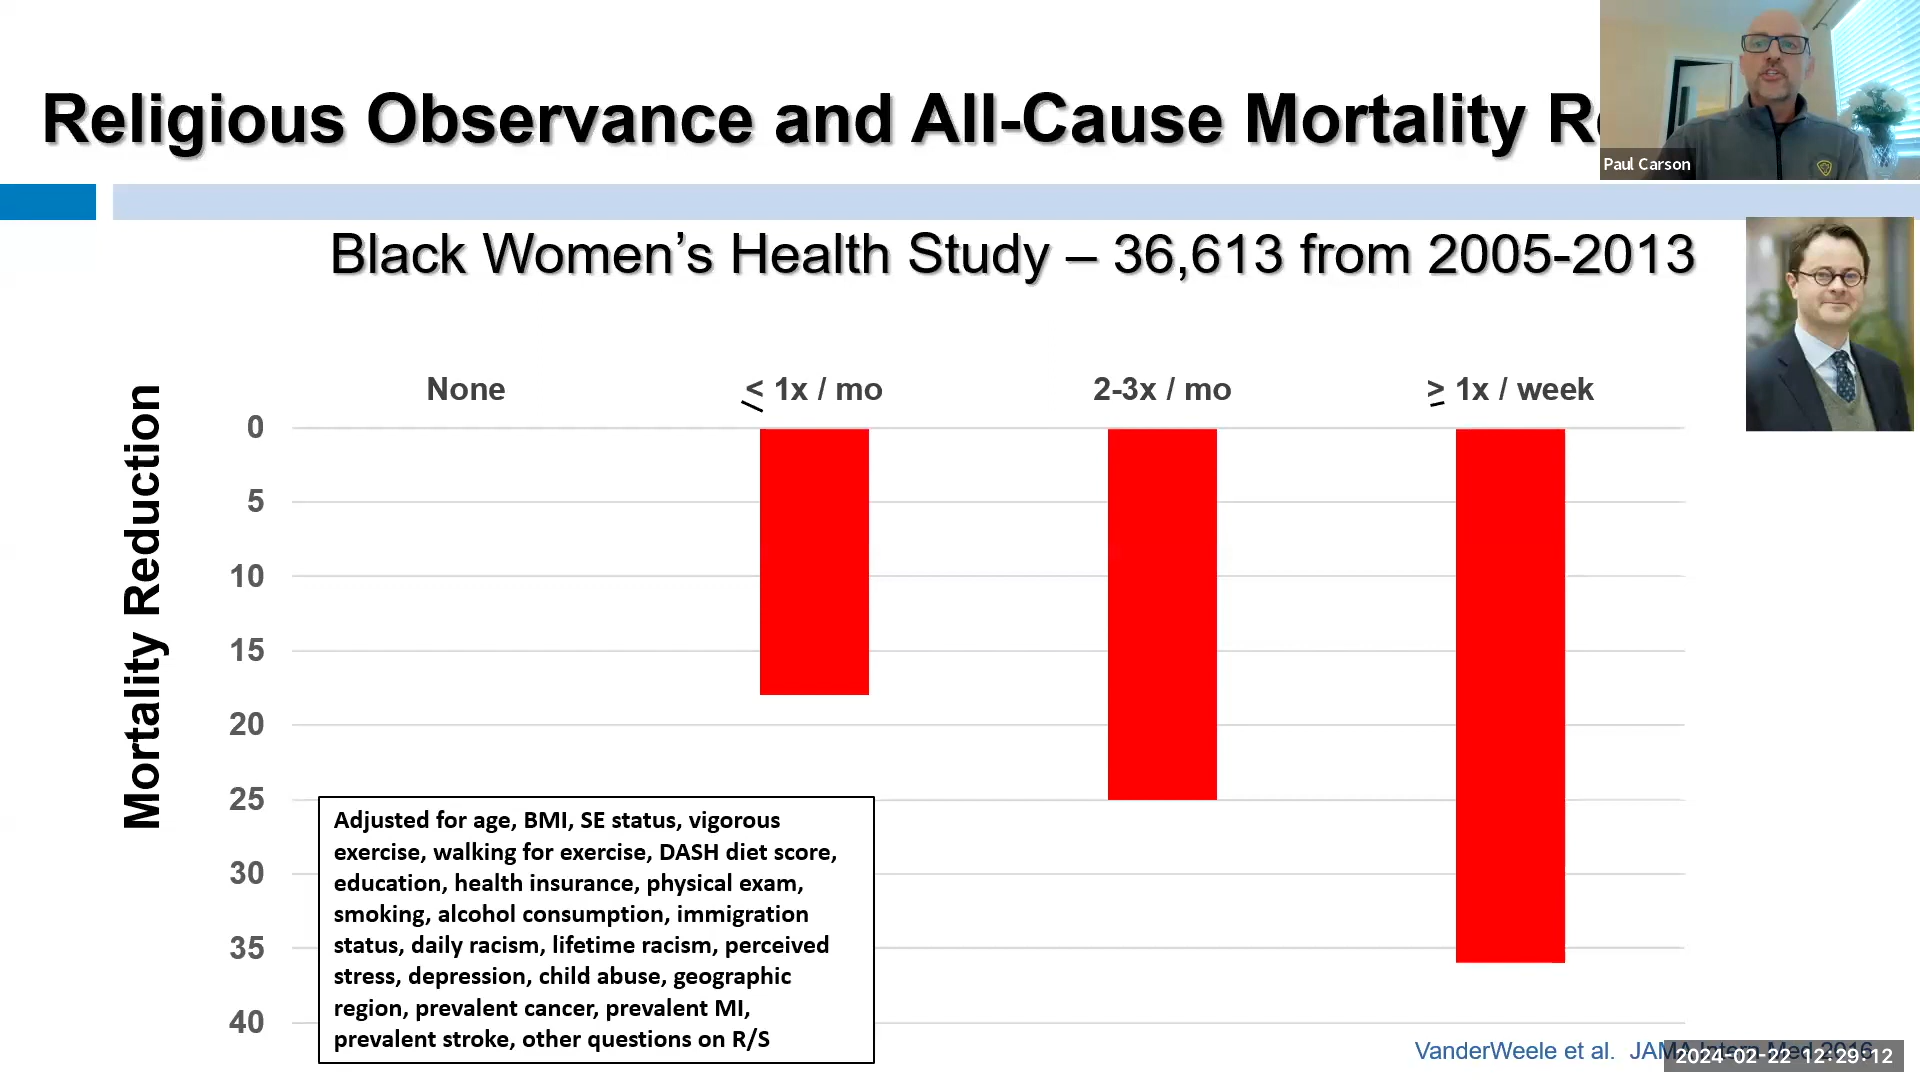 Religious Observance and All-Cause Mortality
Paul Carson
Black Women’s Health Study – 36,613 from 2005-2013
Mortality Reduction
None
≤ 1x / mo
2-3x / mo
≥ 1x / week
0
5
10
15
20
25
30
35
40
Adjusted for age, BMI, SE status, vigorous
exercise, walking for exercise, DASH diet score,
education, health insurance, physical exam,
smoking, alcohol consumption, immigration
status, daily racism, lifetime racism, perceived
stress, depression, child abuse, geographic
region, prevalent cancer, prevalent MI,
prevalent stroke, other questions on R/S
VanderWeele et al. JAMA Intern Med 2016
2024-02-22 12:29:12